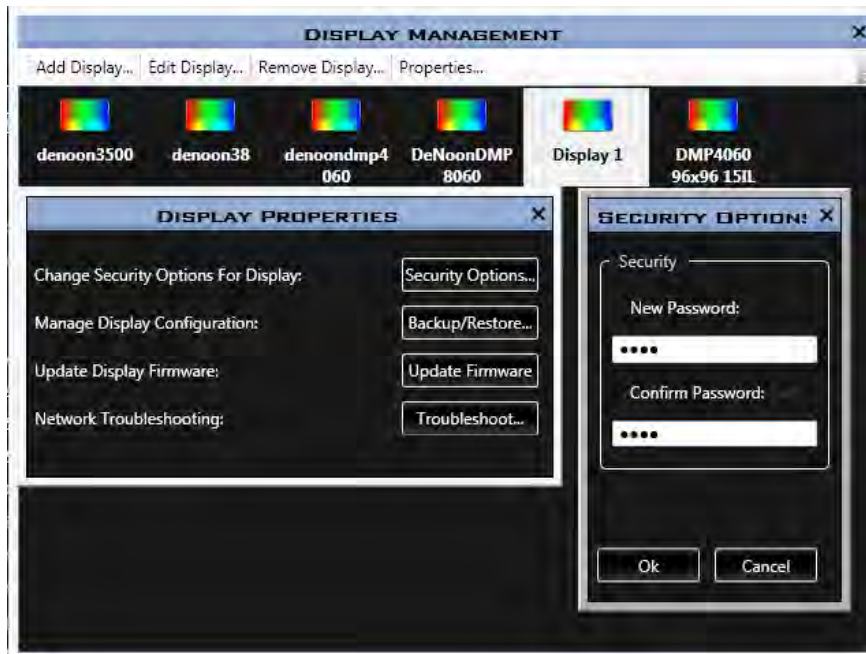 DISPLAY MANAGEMENT
Add Display... Edit Display... Remove Display... Properties...
denoon3500 denoon38 denoondmp4 DeNoonDMP Display 1 DMP4060
060 8060 96x96 15IL
DISPLAY PROPERTIES
Change Security Options For Display: Security Options...
Manage Display Configuration: Backup/Restore...
Update Display Firmware: Update Firmware
Network Troubleshooting: Troubleshoot...
SECURITY OPTION:
Security
New Password:
••••
Confirm Password:
••••
Ok Cancel